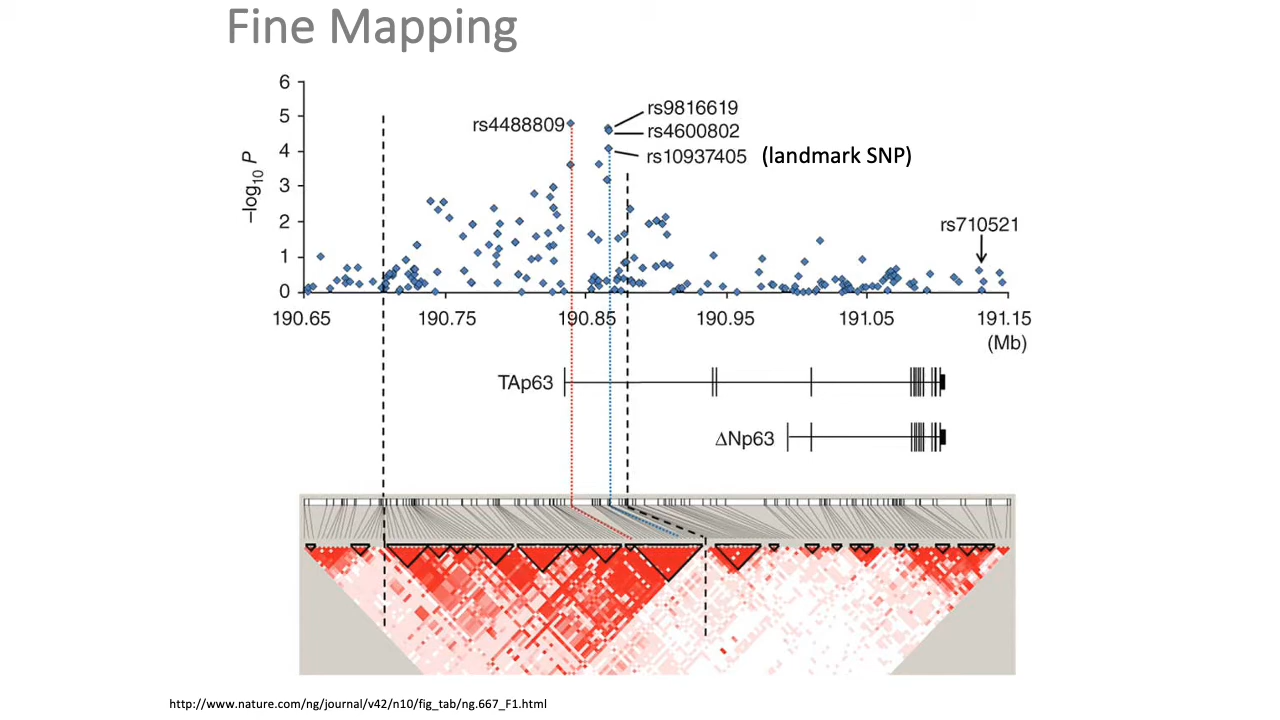 Fine Mapping
6
5
4
3
2
1
0
−log10 P
rs4488809
rs9816619
rs4600802
rs10937405 (landmark SNP)
rs710521
190.65 190.75 190.85 190.95 191.05 191.15
(Mb)
TAp63
ΔNp63
http://www.nature.com/ng/journal/v42/n10/fig_tab/ng.667_F1.html